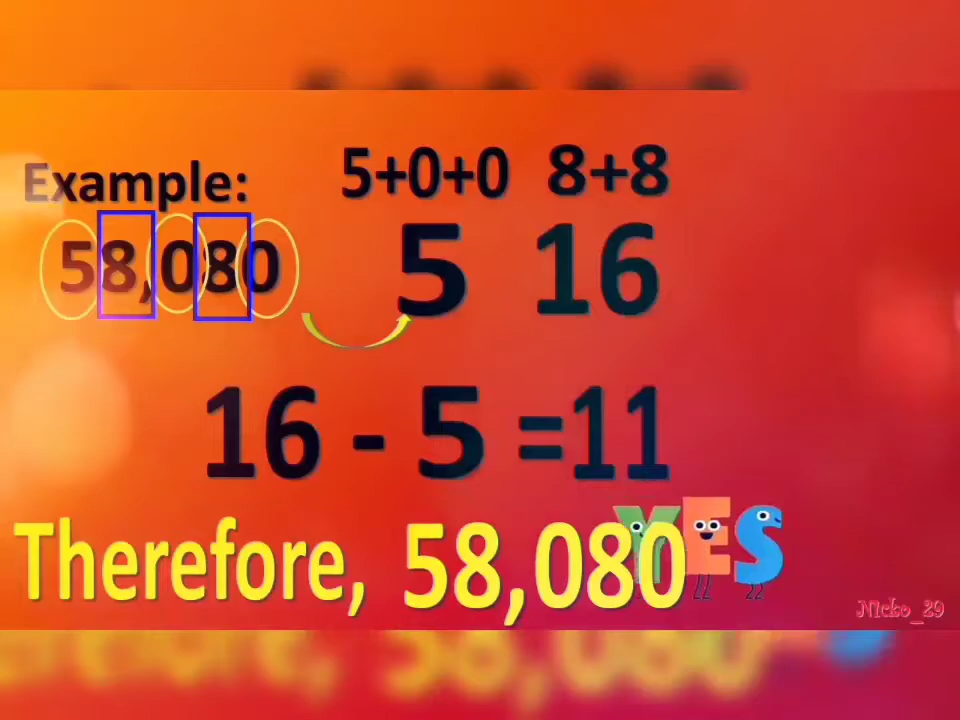 Example: 5+0+0 8+8
58,080 5 16
16 - 5 =11
Therefore, 58,080 YES
Nicko_29